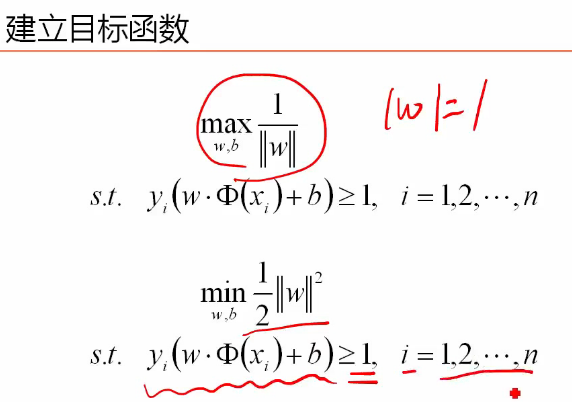 建立目标函数
max 1/‖w‖ |w|=1
w,b
s.t. yᵢ(w·Φ(xᵢ)+b)≥1, i=1,2,⋯,n
min 1/2‖w‖²
w,b
s.t. yᵢ(w·Φ(xᵢ)+b)≥1, i=1,2,⋯,n